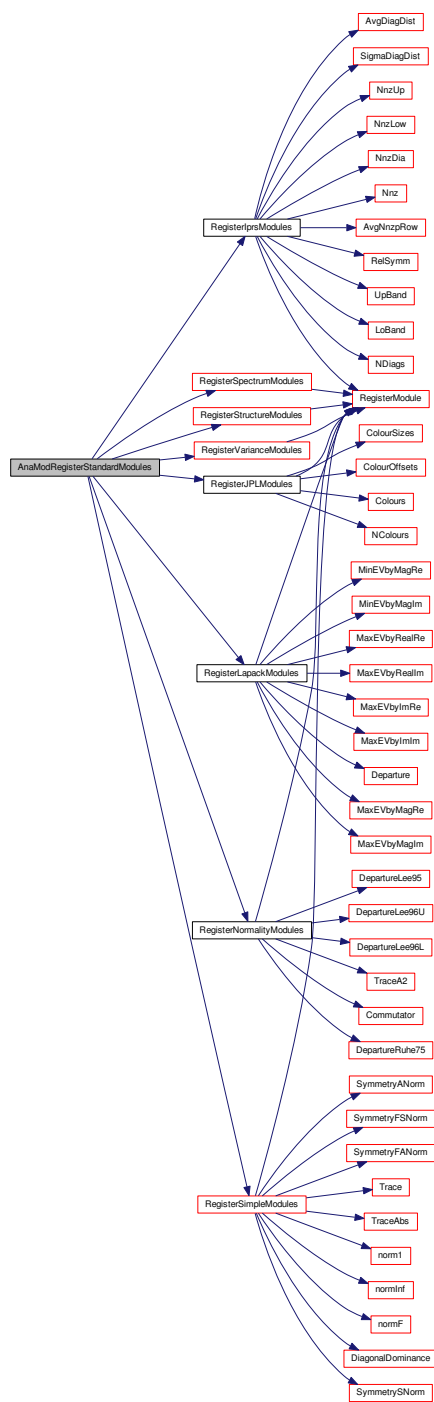 AvgDiagDist
SigmaDiagDist
NnzUp
NnzLow
NnzDia
Nnz
RegisterIprsModules
AvgNnzpRow
RelSymm
UpBand
LoBand
NDiags
RegisterSpectrumModules
RegisterModule
RegisterStructureModules
ColourSizes
RegisterVarianceModules
AnaModRegisterStandardModules
ColourOffsets
RegisterJPLModules
Colours
NColours
MinEVbyMagRe
MinEVbyMagIm
MaxEVbyRealRe
RegisterLapackModules
MaxEVbyRealIm
MaxEVbyImRe
MaxEVbyImIm
Departure
MaxEVbyMagRe
MaxEVbyMagIm
DepartureLee95
DepartureLee96U
RegisterNormalityModules
DepartureLee96L
TraceA2
Commutator
DepartureRuhe75
SymmetryANorm
SymmetryFSNorm
SymmetryFANorm
Trace
RegisterSimpleModules
TraceAbs
norm1
normInf
normF
DiagonalDominance
SymmetrySNorm